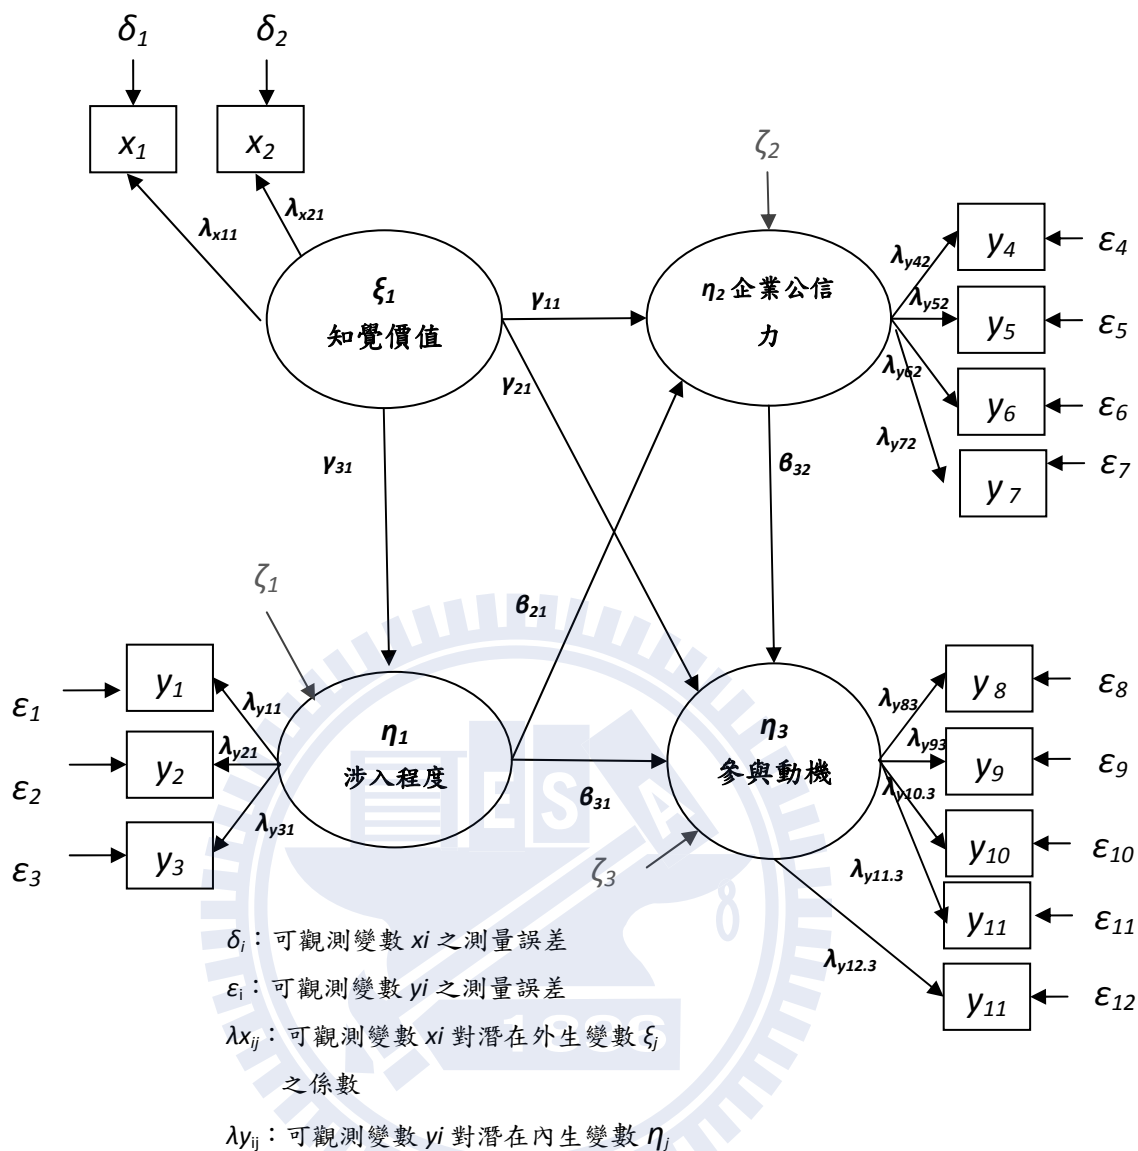 δ1 δ2
x1 x2
ζ2
λx11 λx21
ξ1
知覺價值
γ11
η2 企業公信
力
λy42 y4 ε4
λy52 y5 ε5
λy62 y6 ε6
λy72 y7 ε7
γ21
γ31
β32
ζ1
β21
ε1 y1 λy11
ε2 y2 λy21
ε3 y3 λy31
η1
涉入程度
β31
η3
參與動機
ζ3
λy83 y8 ε8
λy93 y9 ε9
λy10.3 y10 ε10
λy11.3 y11 ε11
λy12.3 y11 ε12
δi：可觀測變數 xi 之測量誤差
εi：可觀測變數 yi 之測量誤差
λxij：可觀測變數 xi 對潛在外生變數 ξj
之係數
λyij：可觀測變數 yi 對潛在內生變數 ηj
E S A
1896